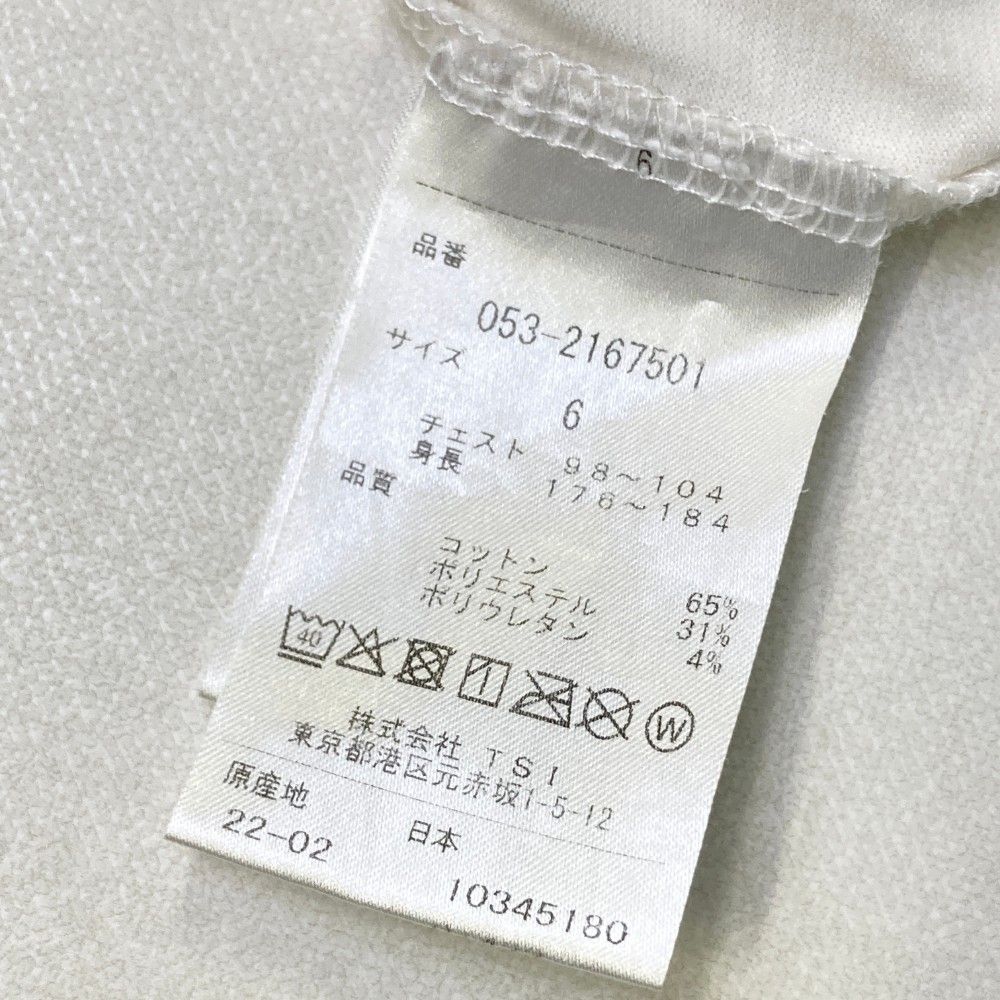 6
品番
053-2167501
サイズ
6
チェスト 98～104
身長 176～184
品質
コットン 65%
ポリエステル 31%
ポリウレタン 4%
40
W
株式会社 TSI
東京都港区元赤坂1-5-12
原産地 日本
22-02 10345180